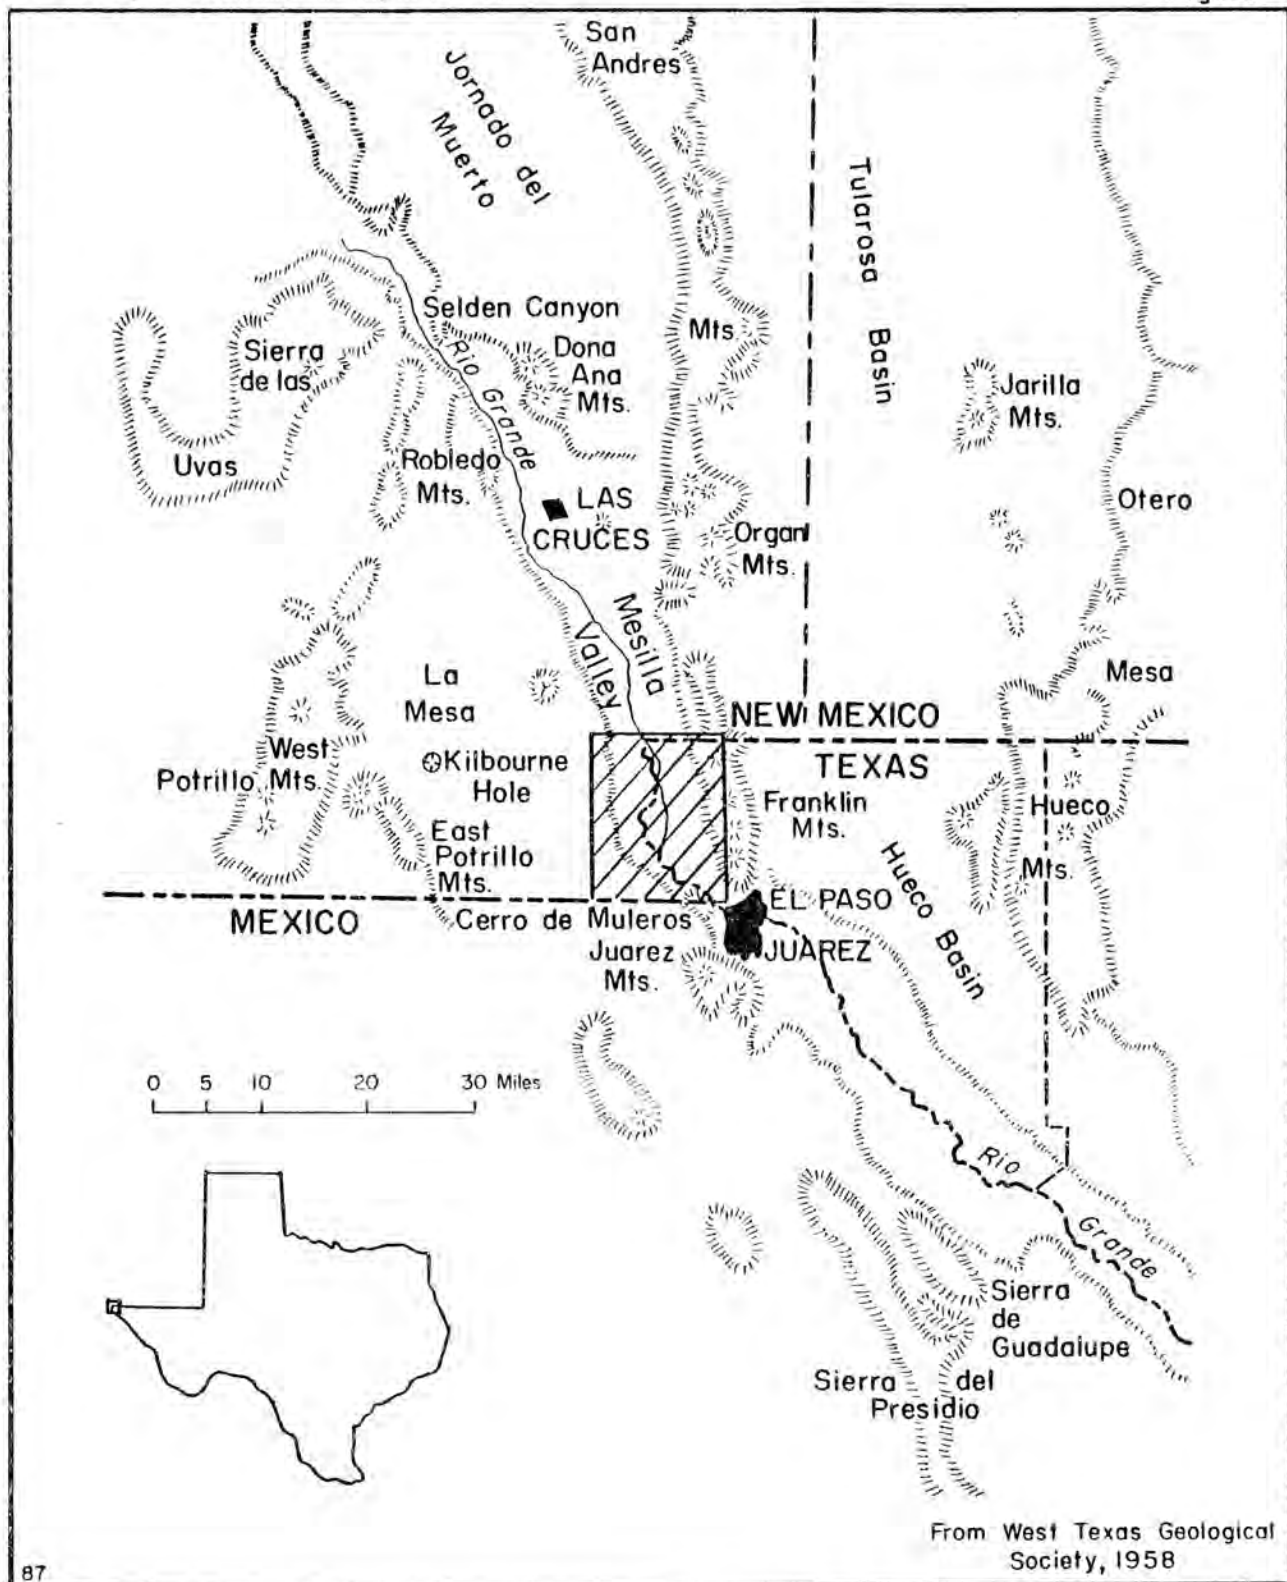 San
Andres
Jornado del
Muerto
Tularosa
Basin
Selden Canyon
Rio Grande
Mts.
Sierra
de las
Uvas
Dona
Ana
Mts.
Jarilla
Mts.
Robledo
Mts.
LAS
CRUCES
Otero
Organ
Mts.
Mesilla
Valley
Mesa
La
Mesa
NEW MEXICO
TEXAS
West
Potrillo Mts.
Kilbourne
Hole
East
Potrillo
Mts.
Franklin
Mts.
Hueco
Mts.
Hueco
Basin
MEXICO
Cerro de Muleros
EL PASO
JUAREZ
Juarez
Mts.
0 5 10 20 30 Miles
Rio
Grande
Sierra
de
Guadalupe
Sierra del
Presidio
From West Texas Geological
Society, 1958
87